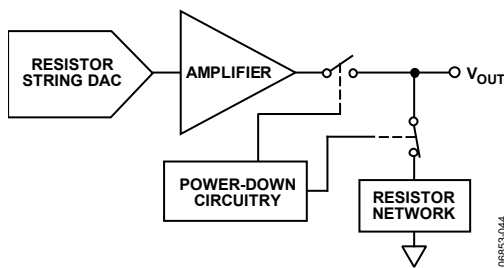 RESISTOR
STRING DAC
AMPLIFIER
VOUT
POWER-DOWN
CIRCUITRY
RESISTOR
NETWORK
06853-044